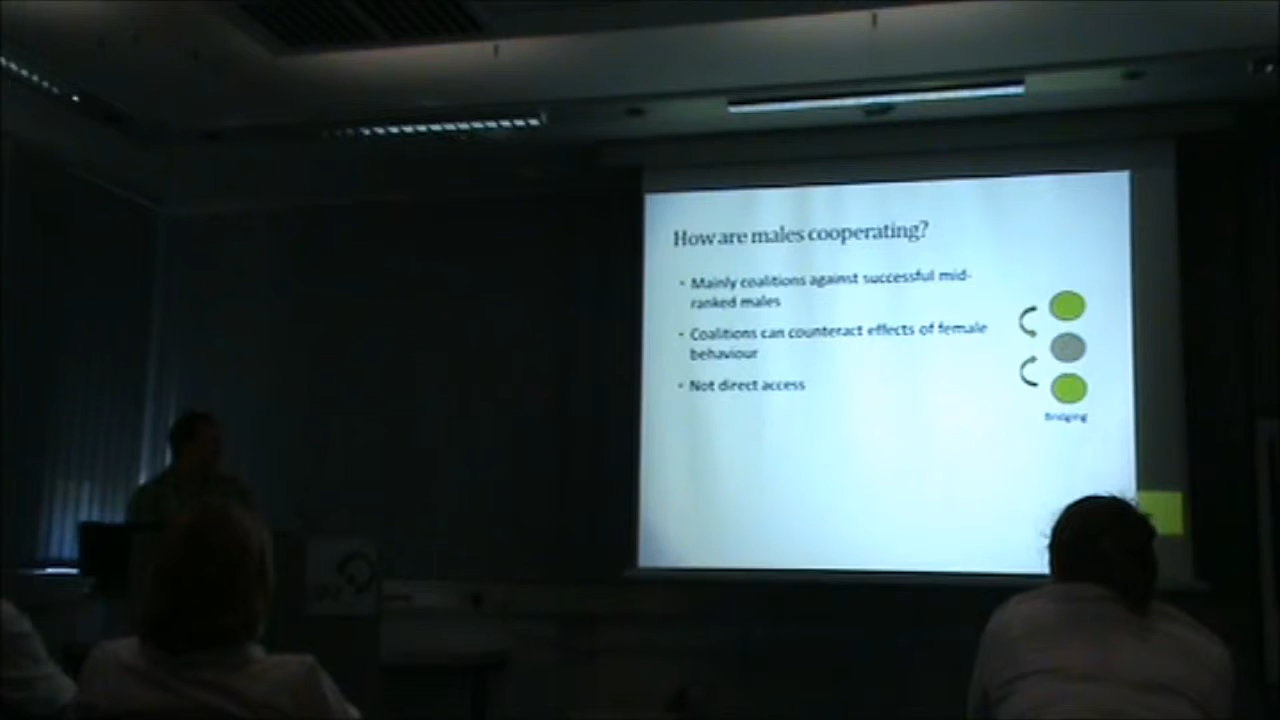 How are males cooperating?
• Mainly coalitions against successful mid-
ranked males
• Coalitions can counteract effects of female
behaviour
• Not direct access
Bridging